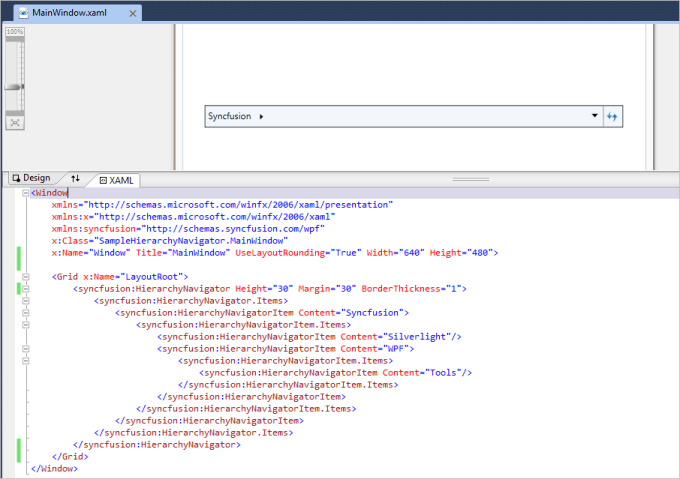 MainWindow.xaml
100%
Syncfusion
Design
XAML
<Window
xmlns="http://schemas.microsoft.com/winfx/2006/xaml/presentation"
xmlns:x="http://schemas.microsoft.com/winfx/2006/xaml"
xmlns:syncfusion="http://schemas.syncfusion.com/wpf"
x:Class="SampleHierarchyNavigator.MainWindow"
x:Name="Window" Title="MainWindow" UseLayoutRounding="True" Width="640" Height="480">
<Grid x:Name="LayoutRoot">
<syncfusion:HierarchyNavigator Height="30" Margin="30" BorderThickness="1">
<syncfusion:HierarchyNavigator.Items>
<syncfusion:HierarchyNavigatorItem Content="Syncfusion">
<syncfusion:HierarchyNavigatorItem.Items>
<syncfusion:HierarchyNavigatorItem Content="Silverlight"/>
<syncfusion:HierarchyNavigatorItem Content="WPF">
<syncfusion:HierarchyNavigatorItem.Items>
<syncfusion:HierarchyNavigatorItem Content="Tools"/>
</syncfusion:HierarchyNavigatorItem.Items>
</syncfusion:HierarchyNavigatorItem>
</syncfusion:HierarchyNavigatorItem.Items>
</syncfusion:HierarchyNavigatorItem>
</syncfusion:HierarchyNavigator.Items>
</syncfusion:HierarchyNavigator>
</Grid>
</Window>